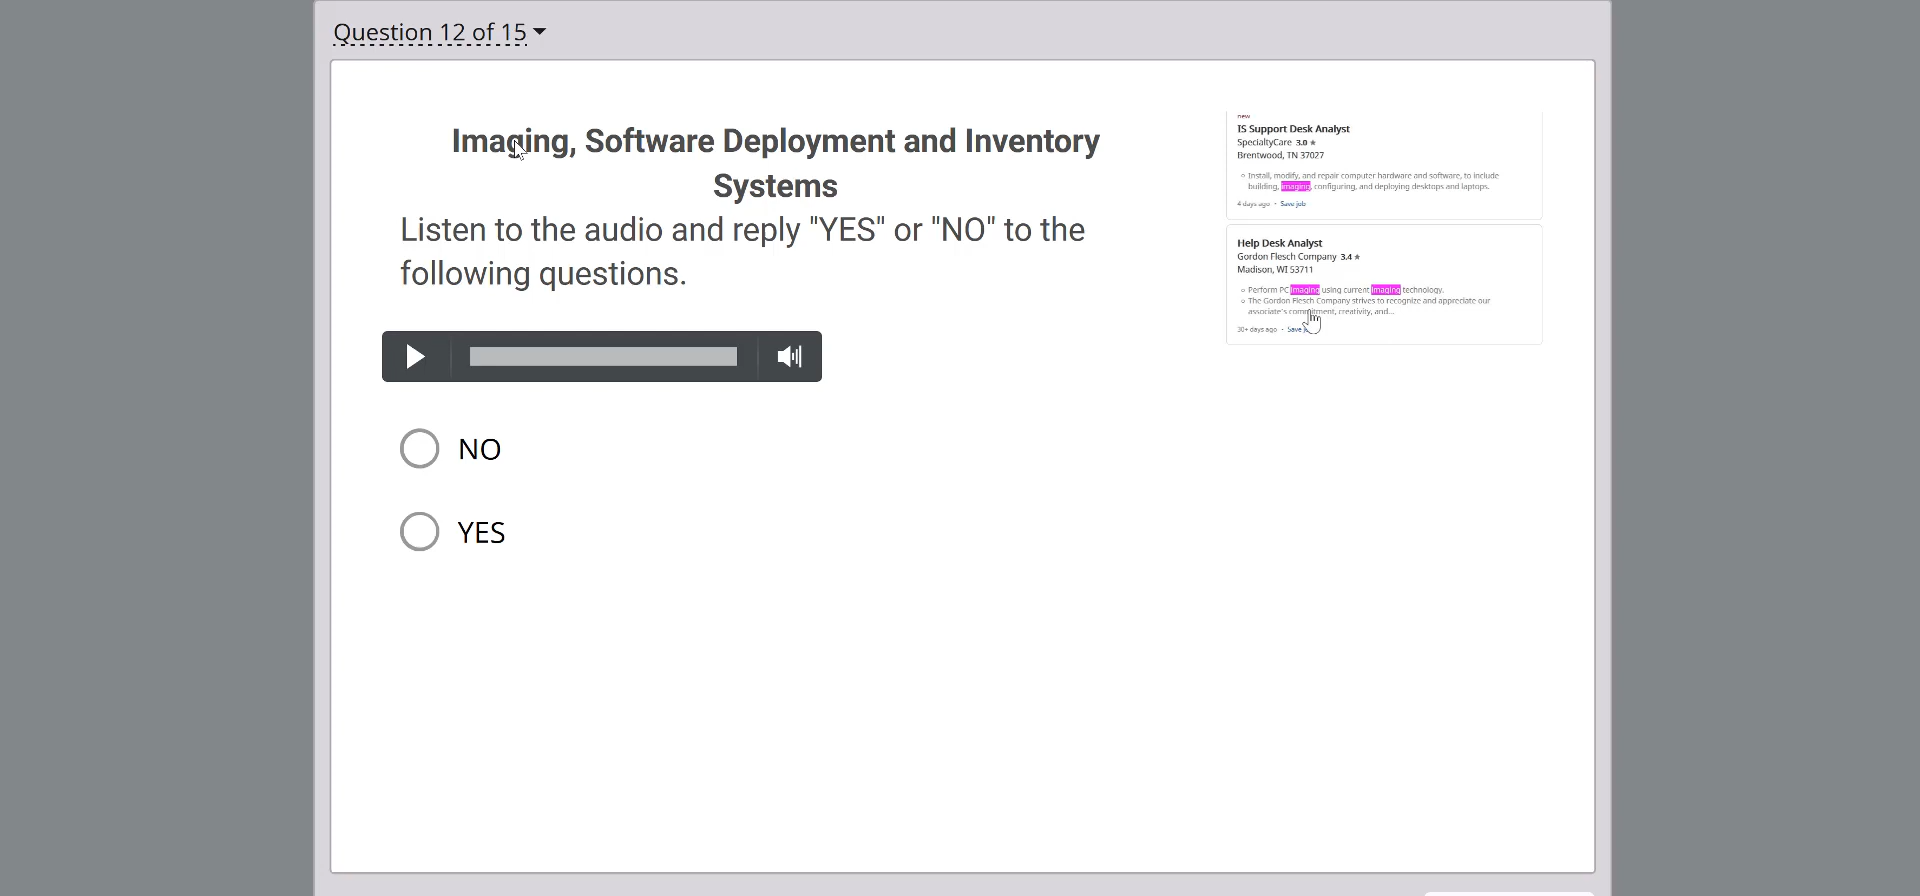 Question 12 of 15
Imaging, Software Deployment and Inventory
Systems
Listen to the audio and reply "YES" or "NO" to the
following questions.
NO
YES
new
IS Support Desk Analyst
SpecialtyCare 3.0 ★
Brentwood, TN 37027
Install, modify, and repair computer hardware and software, to include
building, imaging, configuring, and deploying desktops and laptops.
4 days ago · Save job
Help Desk Analyst
Gordon Flesch Company 3.4 ★
Madison, WI 53711
Perform PC imaging using current imaging technology.
The Gordon Flesch Company strives to recognize and appreciate our
associate's commitment, creativity, and...
30+ days ago · Save